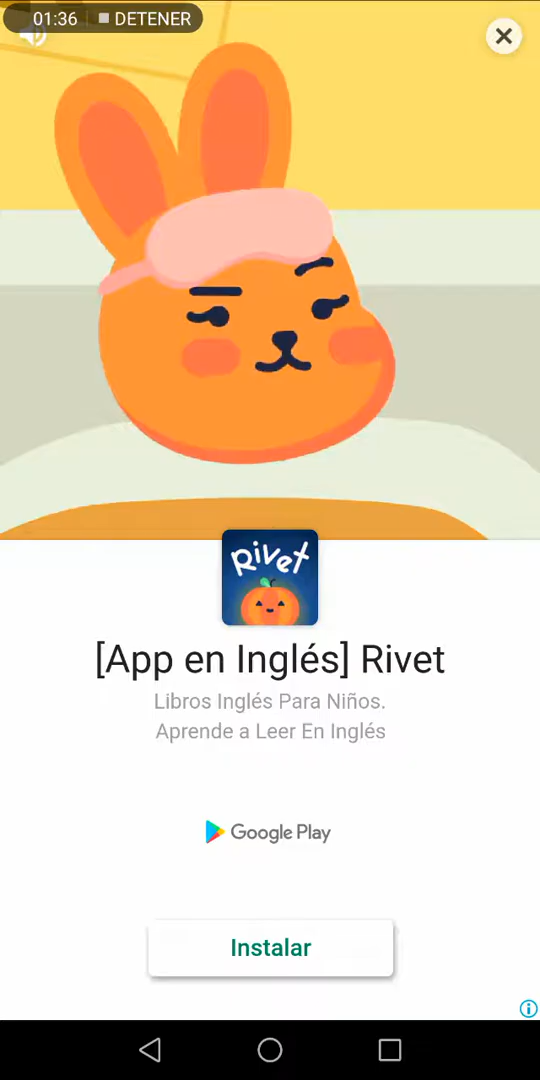 01:36 DETENER
Rivet
[App en Inglés] Rivet
Libros Inglés Para Niños.
Aprende a Leer En Inglés
Google Play
Instalar